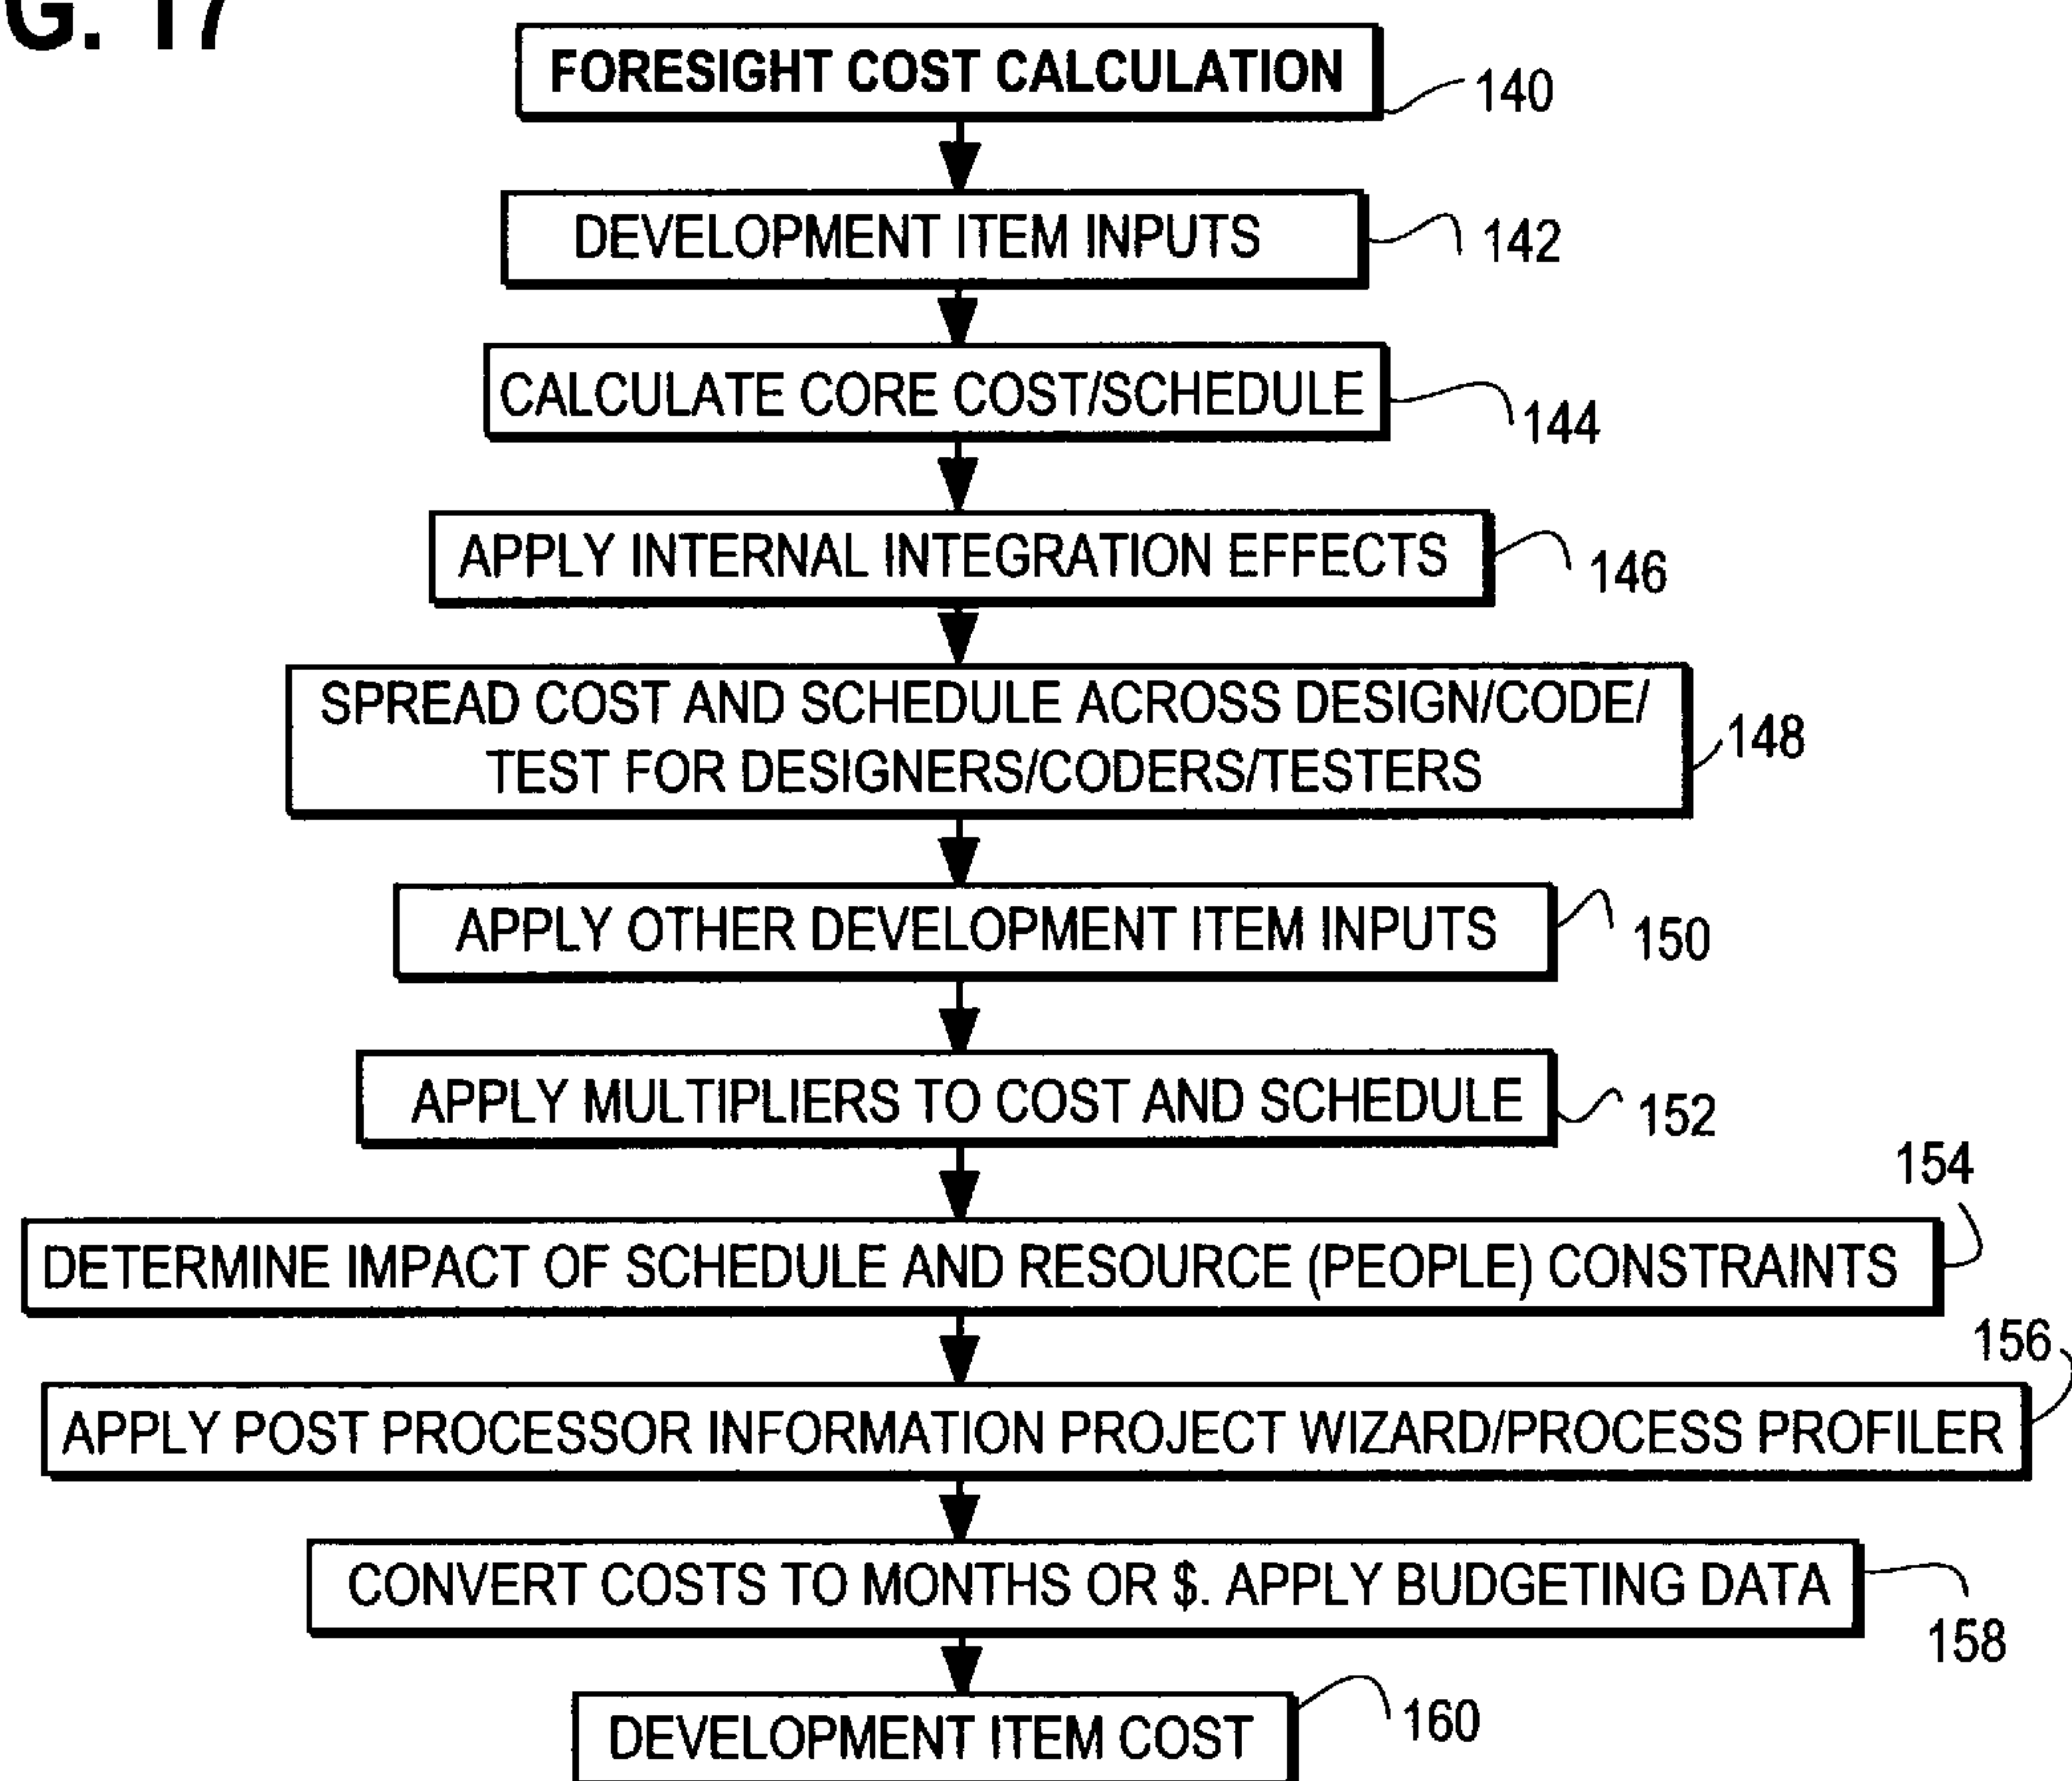 G. 17
FORESIGHT COST CALCULATION
140
DEVELOPMENT ITEM INPUTS
142
CALCULATE CORE COST/SCHEDULE
144
APPLY INTERNAL INTEGRATION EFFECTS
146
SPREAD COST AND SCHEDULE ACROSS DESIGN/CODE/
TEST FOR DESIGNERS/CODERS/TESTERS
148
APPLY OTHER DEVELOPMENT ITEM INPUTS
150
APPLY MULTIPLIERS TO COST AND SCHEDULE
152
154
DETERMINE IMPACT OF SCHEDULE AND RESOURCE (PEOPLE) CONSTRAINTS
156
APPLY POST PROCESSOR INFORMATION PROJECT WIZARD/PROCESS PROFILER
CONVERT COSTS TO MONTHS OR $. APPLY BUDGETING DATA
158
DEVELOPMENT ITEM COST
160